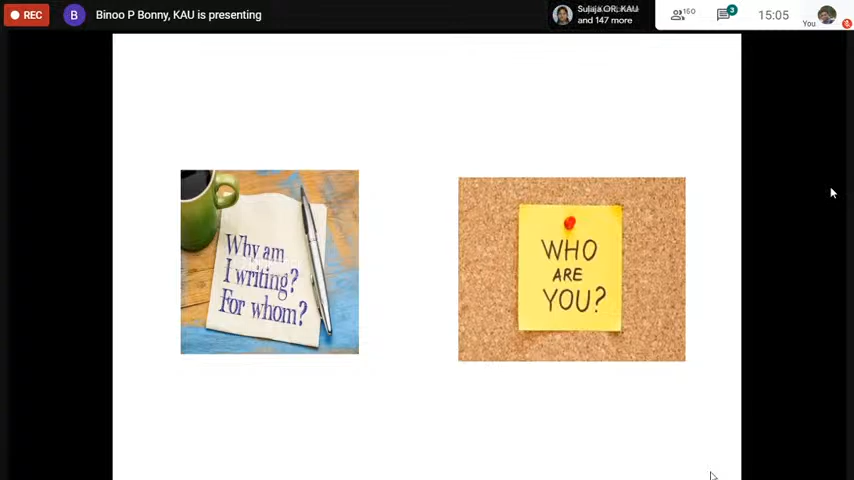 REC
B
Binoo P Bonny, KAU is presenting
Sujaja OR, KAU
and 147 more
160
3
15:05
You
Why am
I writing?
For whom?
WHO
ARE
YOU?